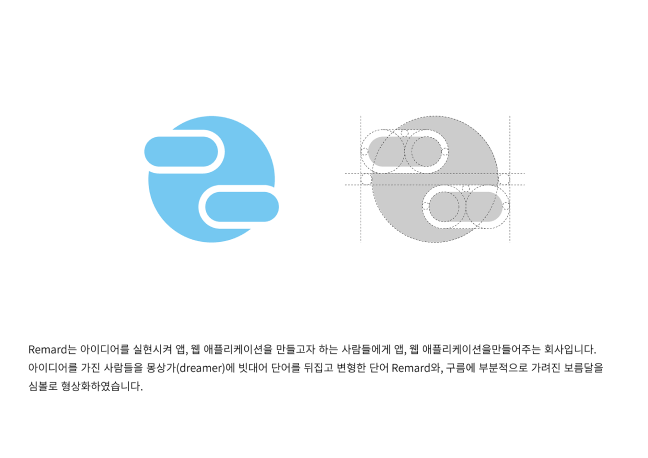 Remard는 아이디어를 실현시켜 앱, 웹 애플리케이션을 만들고자 하는 사람들에게 앱, 웹 애플리케이션을만들어주는 회사입니다.
아이디어를 가진 사람들을 몽상가(dreamer)에 빗대어 단어를 뒤집고 변형한 단어 Remard와, 구름에 부분적으로 가려진 보름달을
심볼로 형상화하였습니다.